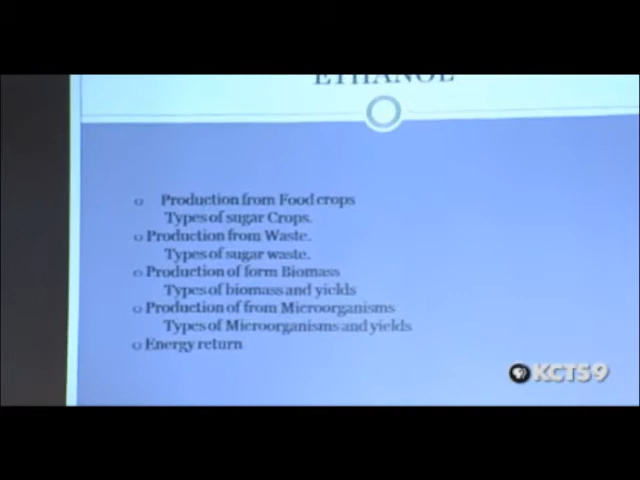 ETHANOL
o Production from Food crops
Types of sugar Crops.
o Production from Waste.
Types of sugar waste.
o Production of form Biomass
Types of biomass and yields
o Production of from Microorganisms
Types of Microorganisms and yields
o Energy return
KCTS9